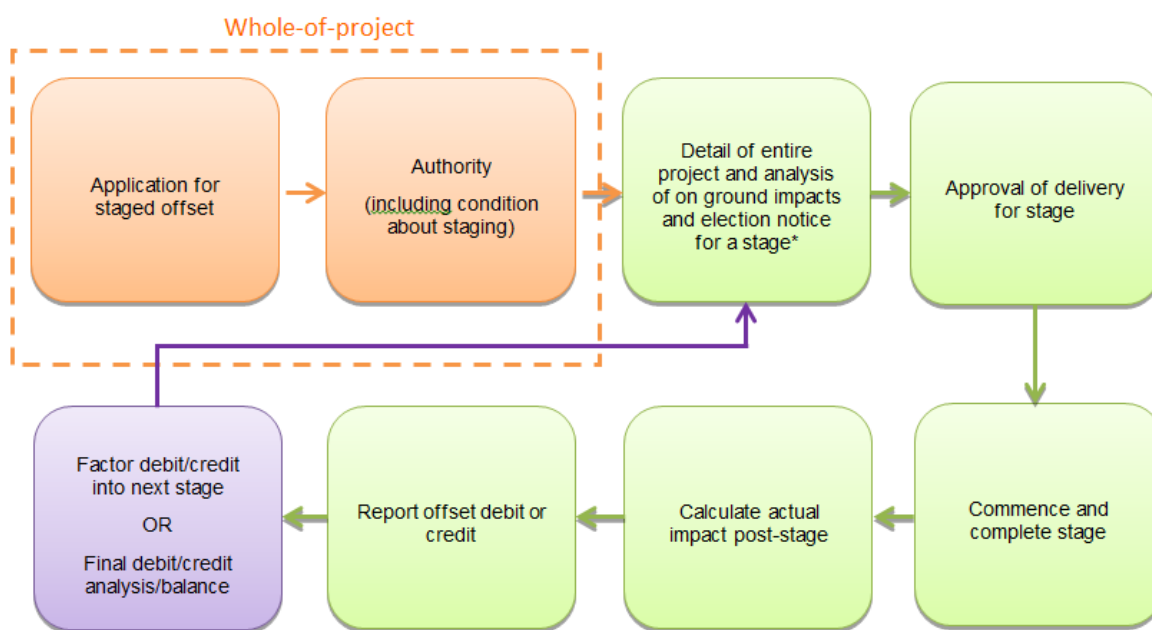 Whole-of-project
Application for
staged offset
Authority
(including condition
about staging)
Detail of entire
project and analysis
of on ground impacts
and election notice
for a stage*
Approval of delivery
for stage
Factor debit/credit
into next stage
OR
Final debit/credit
analysis/balance
Report offset debit or
credit
Calculate actual
impact post-stage
Commence and
complete stage